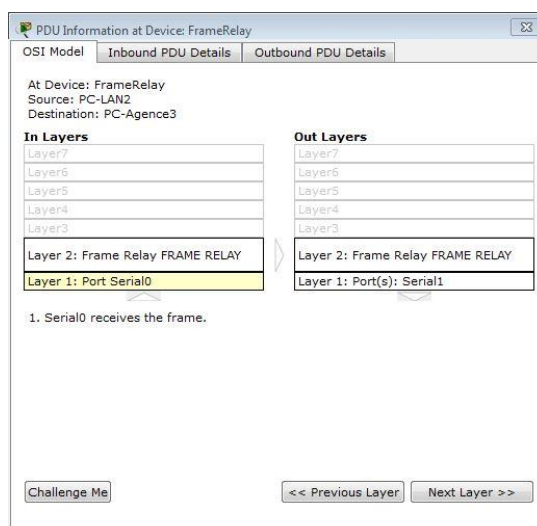 PDU Information at Device: FrameRelay
OSI Model Inbound PDU Details Outbound PDU Details
At Device: FrameRelay
Source: PC-LAN2
Destination: PC-Agence3
In Layers
Layer7
Layer6
Layer5
Layer4
Layer3
Layer 2: Frame Relay FRAME RELAY
Layer 1: Port Serial0
Out Layers
Layer7
Layer6
Layer5
Layer4
Layer3
Layer 2: Frame Relay FRAME RELAY
Layer 1: Port(s): Serial1
1. Serial0 receives the frame.
Challenge Me << Previous Layer Next Layer >>